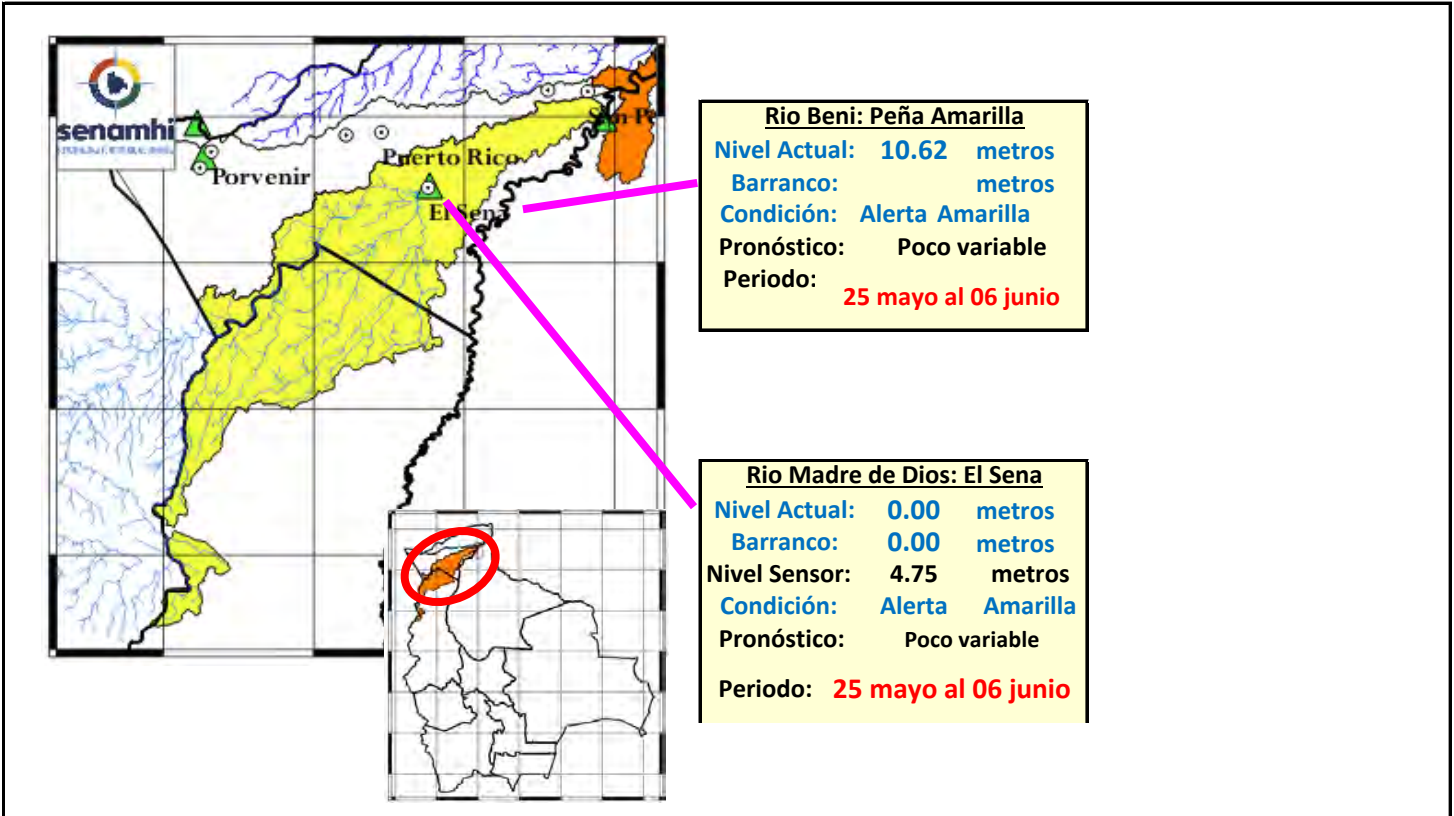 senamhi
Porvenir
Puerto Rico
El Sena
San Pe
Rio Beni: Peña Amarilla
Nivel Actual: 10.62 metros
Barranco: metros
Condición: Alerta Amarilla
Pronóstico: Poco variable
Periodo:
25 mayo al 06 junio
Rio Madre de Dios: El Sena
Nivel Actual: 0.00 metros
Barranco: 0.00 metros
Nivel Sensor: 4.75 metros
Condición: Alerta Amarilla
Pronóstico: Poco variable
Periodo: 25 mayo al 06 junio